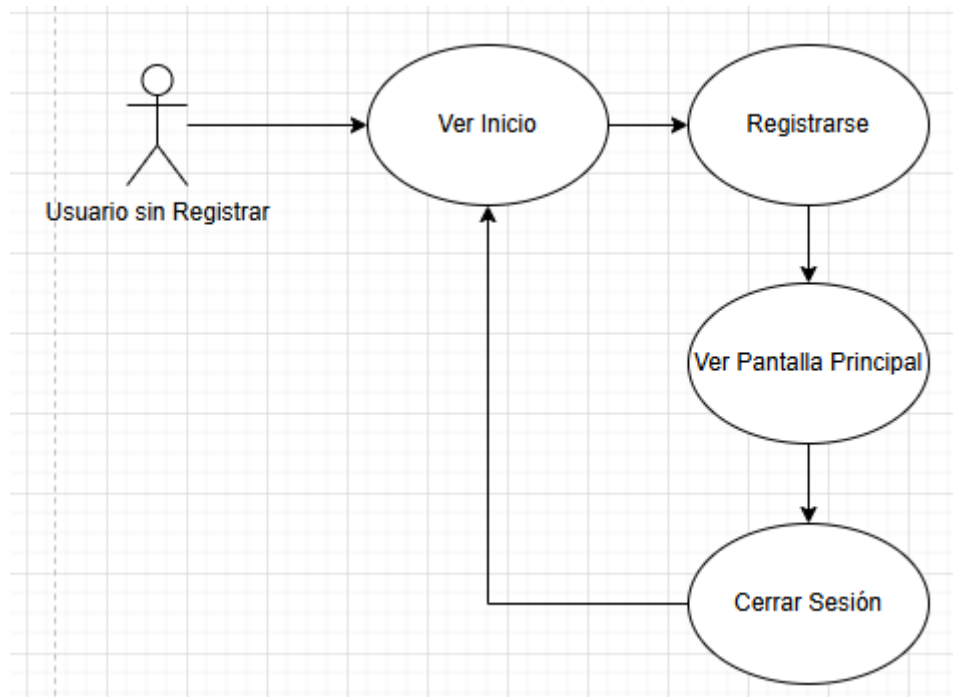 Ver Inicio
Registrarse
Usuario sin Registrar
Ver Pantalla Principal
Cerrar Sesión